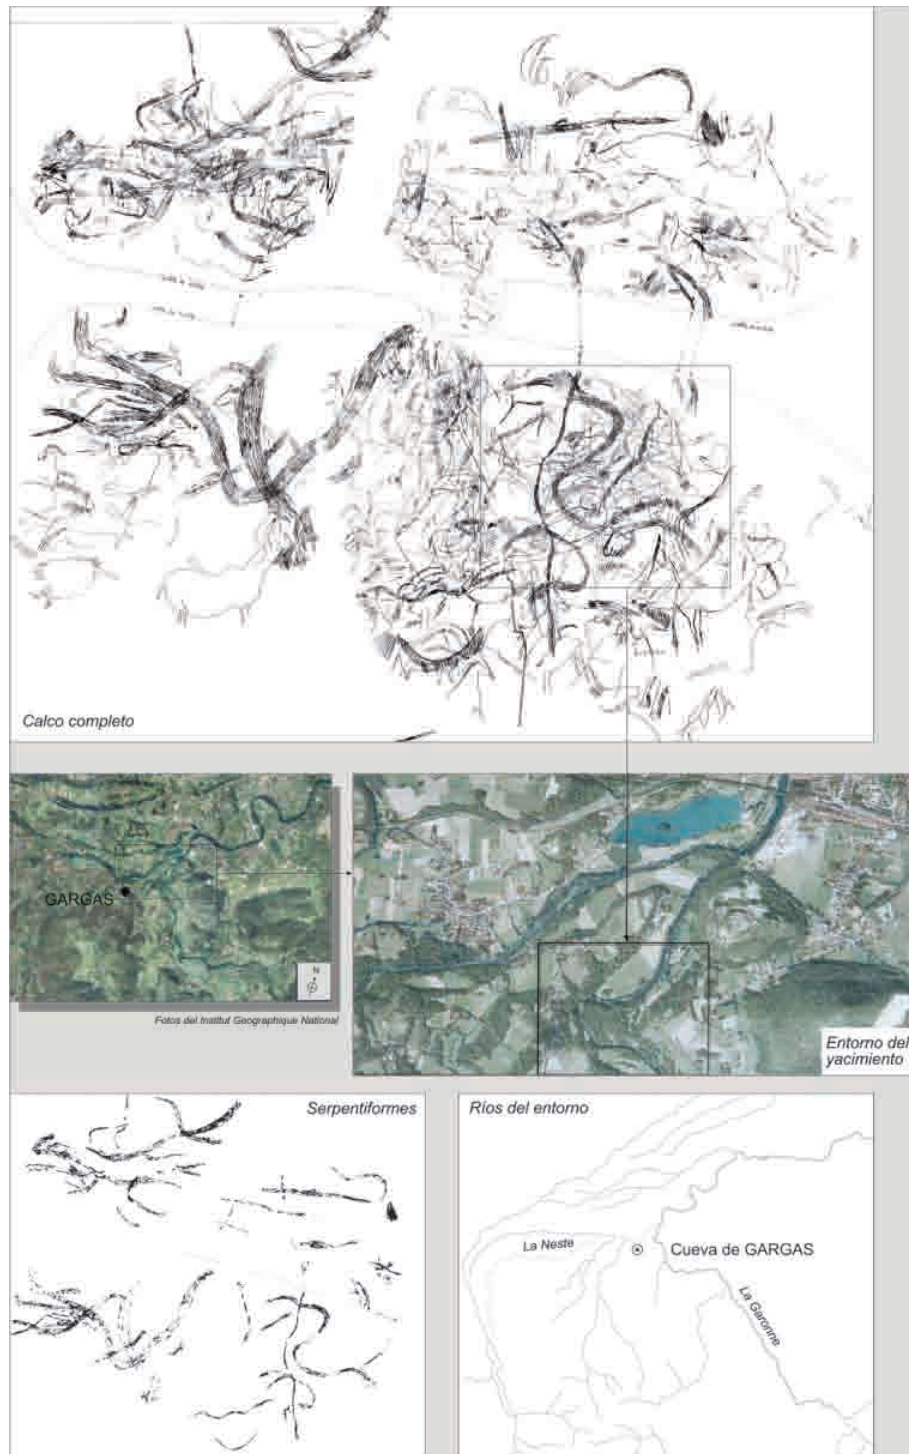 Calco completo
GARGAS
N
Fotos del Institut Geographique National
Entorno del
yacimiento
Serpentiformes
Ríos del entorno
La Neste
Cueva de GARGAS
La Garonne